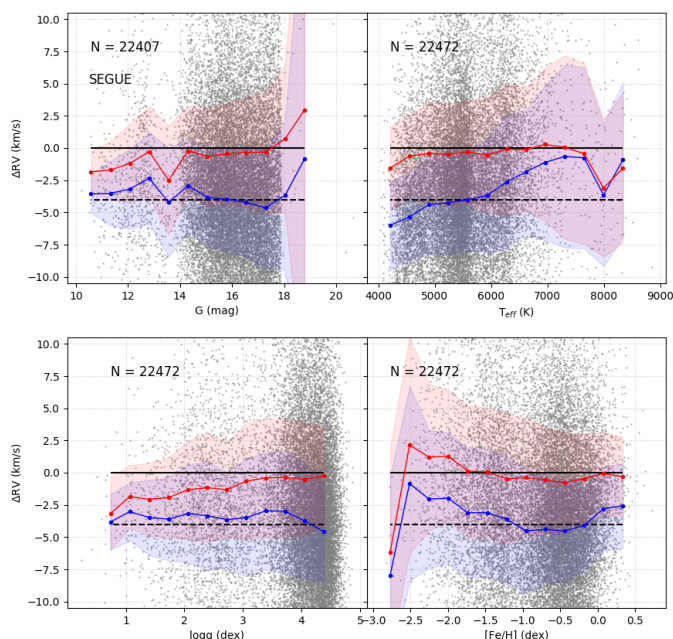 10.0
7.5
5.0
2.5
0.0
−2.5
−5.0
−7.5
−10.0
ΔRV (km/s)
N = 22407
SEGUE
N = 22472
10 12 14 16 18 20
G (mag)
4000 5000 6000 7000 8000 9000
Teff (K)
10.0
7.5
5.0
2.5
0.0
−2.5
−5.0
−7.5
−10.0
ΔRV (km/s)
N = 22472
N = 22472
1 2 3 4 5
logg (dex)
−3.0 −2.5 −2.0 −1.5 −1.0 −0.5 0.0 0.5
[Fe/H] (dex)